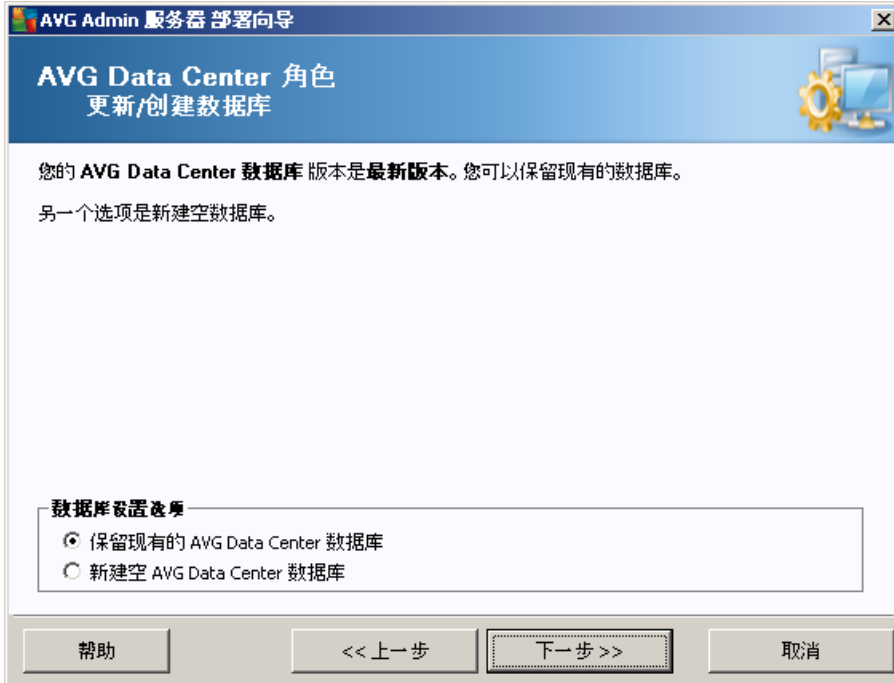 AVG Admin 服务器 部署向导
AVG Data Center 角色
更新/创建数据库
您的 AVG Data Center 数据库 版本是最新版本。您可以保留现有的数据库。
另一个选项是新建空数据库。
数据库设置选项
保留现有的 AVG Data Center 数据库
新建空 AVG Data Center 数据库
帮助
<< 上一步
下一步 >>
取消